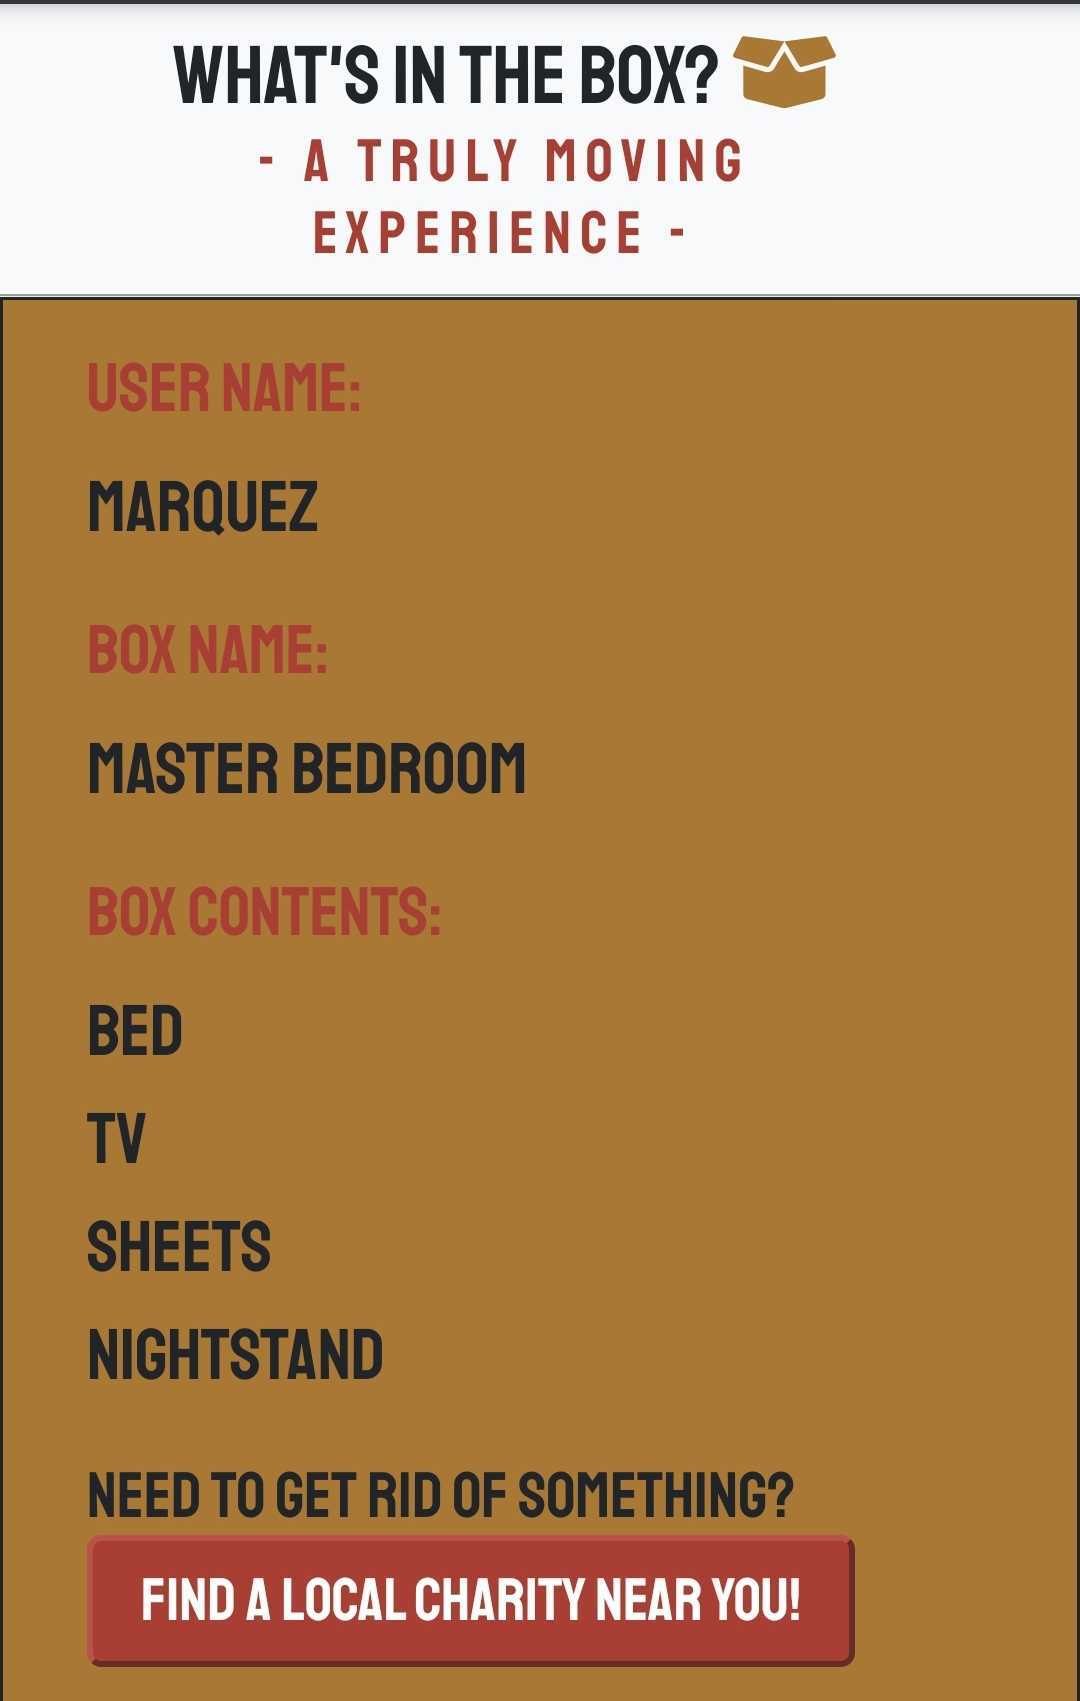 WHAT'S IN THE BOX?
- A TRULY MOVING
EXPERIENCE -
USER NAME:
MARQUEZ
BOX NAME:
MASTER BEDROOM
BOX CONTENTS:
BED
TV
SHEETS
NIGHTSTAND
NEED TO GET RID OF SOMETHING?
FIND A LOCAL CHARITY NEAR YOU!